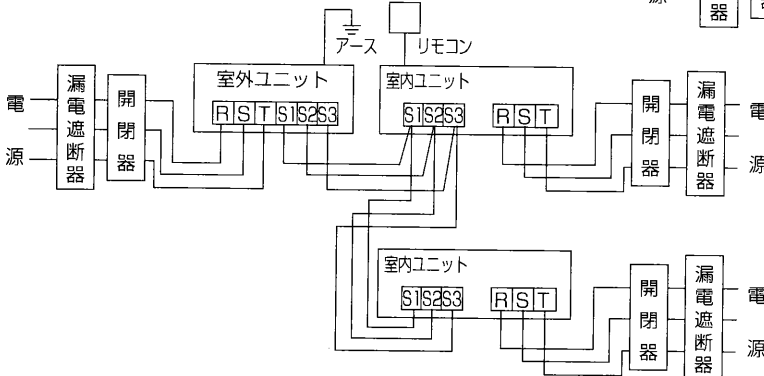 源
器
アース
リモコン
電
源
漏電遮断器
開閉器
室外ユニット
R S T S1 S2 S3
室内ユニット
S1 S2 S3
R S T
開閉器
漏電遮断器
電
源
室内ユニット
S1 S2 S3
R S T
開閉器
漏電遮断器
電
源